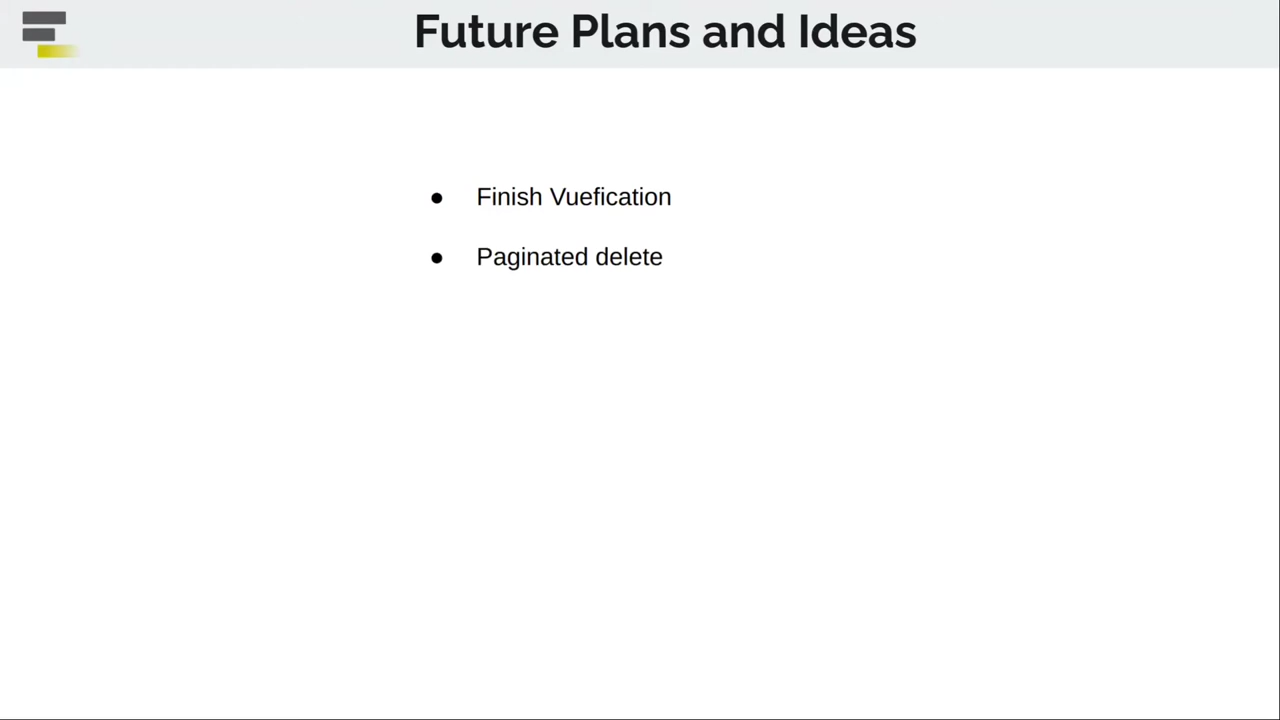 Future Plans and Ideas
● Finish Vuefication
● Paginated delete